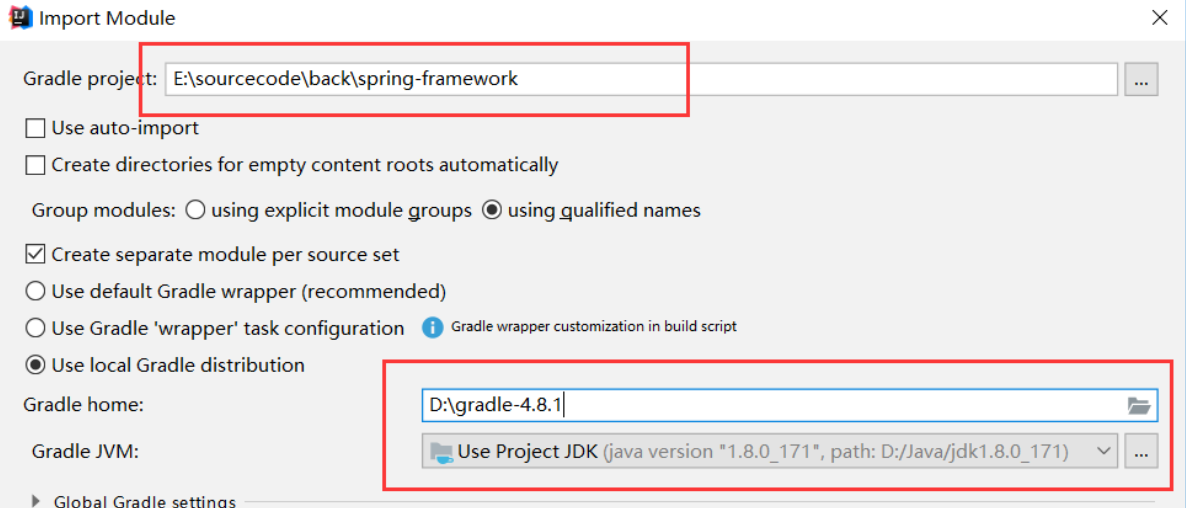 Import Module
Gradle project: E:\sourcecode\back\spring-framework ...
Use auto-import
Create directories for empty content roots automatically
Group modules: using explicit module groups using qualified names
Create separate module per source set
Use default Gradle wrapper (recommended)
Use Gradle 'wrapper' task configuration Gradle wrapper customization in build script
Use local Gradle distribution
Gradle home: D:\gradle-4.8.1
Gradle JVM: Use Project JDK (java version "1.8.0_171", path: D:/Java/jdk1.8.0_171) ...
Global Gradle settings